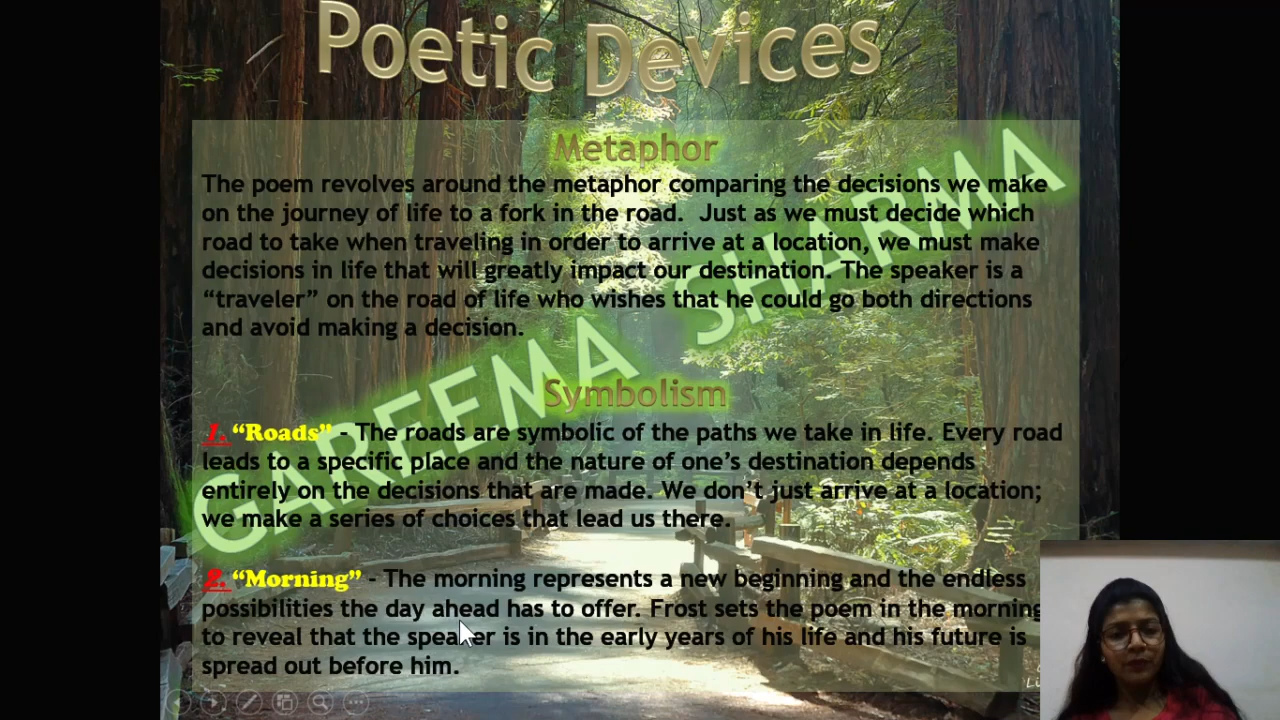 Poetic Devices
Metaphor
The poem revolves around the metaphor comparing the decisions we make
on the journey of life to a fork in the road.  Just as we must decide which
road to take when traveling in order to arrive at a location, we must make
decisions in life that will greatly impact our destination. The speaker is a
“traveler” on the road of life who wishes that he could go both directions
and avoid making a decision.
GAREEMA SHARMA
Symbolism
1. “Roads” - The roads are symbolic of the paths we take in life. Every road
leads to a specific place and the nature of one’s destination depends
entirely on the decisions that are made. We don’t just arrive at a location;
we make a series of choices that lead us there.
2. “Morning” - The morning represents a new beginning and the endless
possibilities the day ahead has to offer. Frost sets the poem in the morning
to reveal that the speaker is in the early years of his life and his future is
spread out before him.